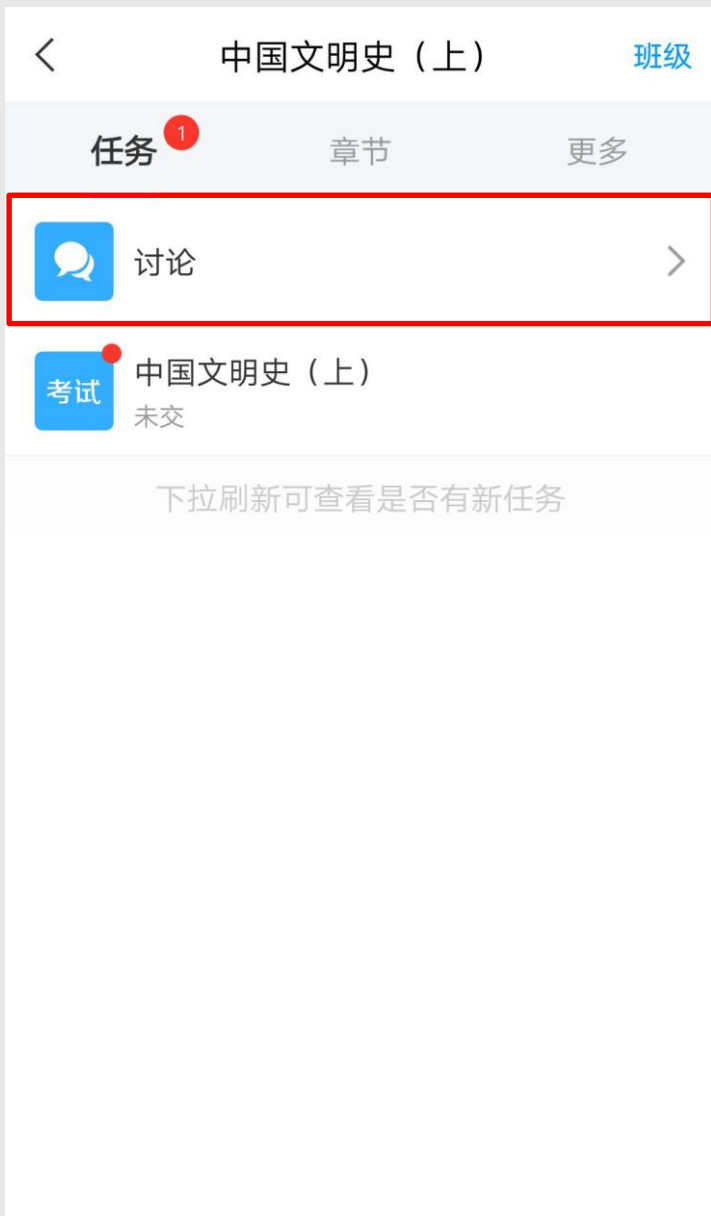 中国文明史（上） 班级
任务 1 章节 更多
讨论
考试 中国文明史（上）
未交
下拉刷新可查看是否有新任务